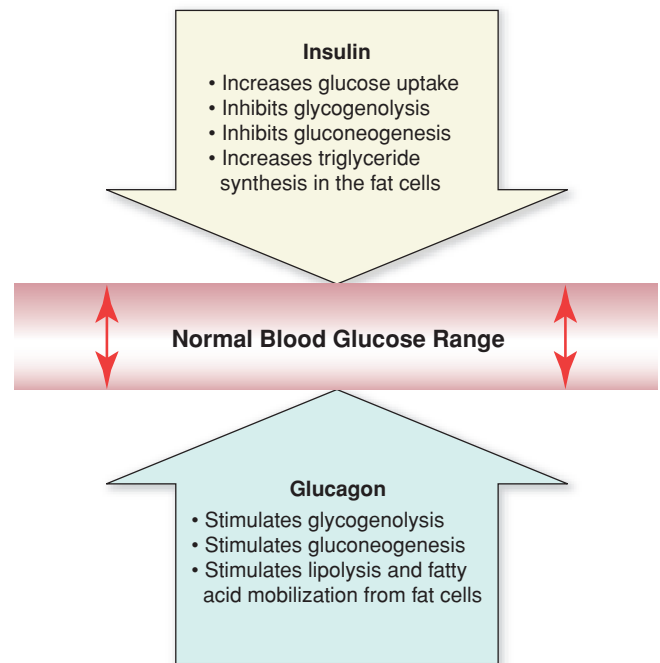 Insulin
• Increases glucose uptake
• Inhibits glycogenolysis
• Inhibits gluconeogenesis
• Increases triglyceride
synthesis in the fat cells
Normal Blood Glucose Range
Glucagon
• Stimulates glycogenolysis
• Stimulates gluconeogenesis
• Stimulates lipolysis and fatty
acid mobilization from fat cells